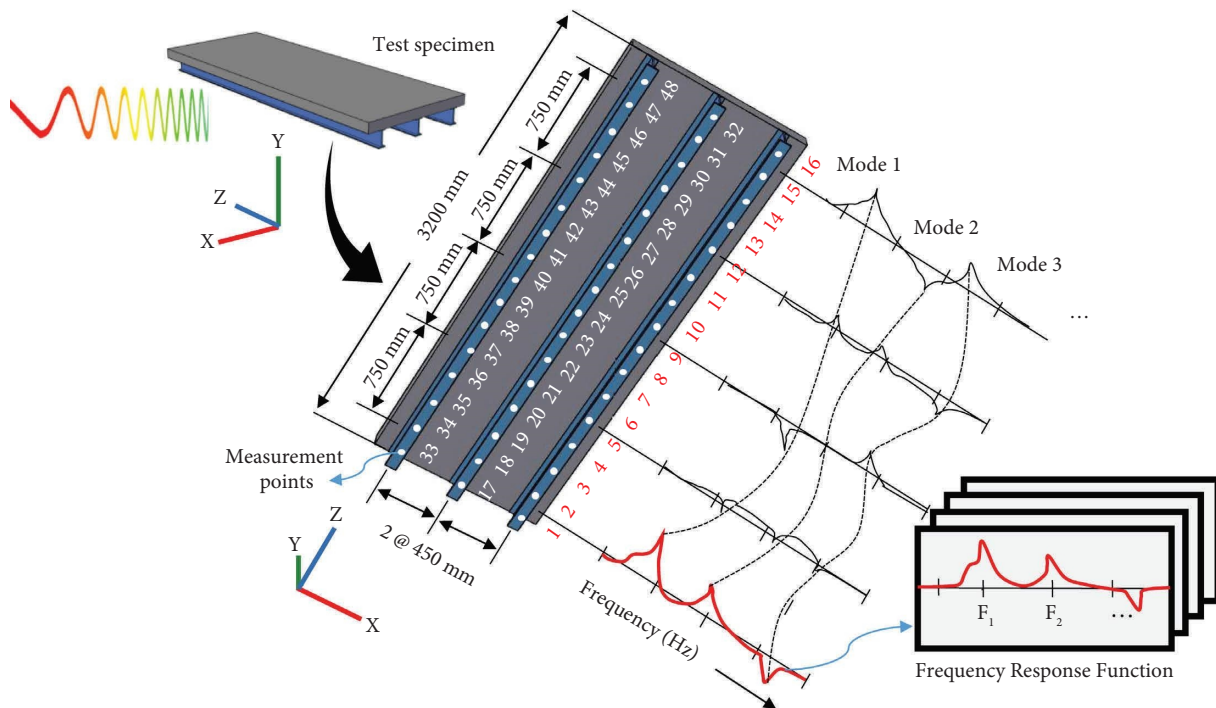 Test specimen
Y
Z
X
3200 mm
750 mm
750 mm
750 mm
750 mm
33 34 35 36 37 38 39 40 41 42 43 44 45 46 47 48
17 18 19 20 21 22 23 24 25 26 27 28 29 30 31 32
1 2 3 4 5 6 7 8 9 10 11 12 13 14 15 16
Mode 1
Mode 2
Mode 3
...
Measurement
points
2 @ 450 mm
Y
Z
X
Frequency (Hz)
F1
F2
...
Frequency Response Function